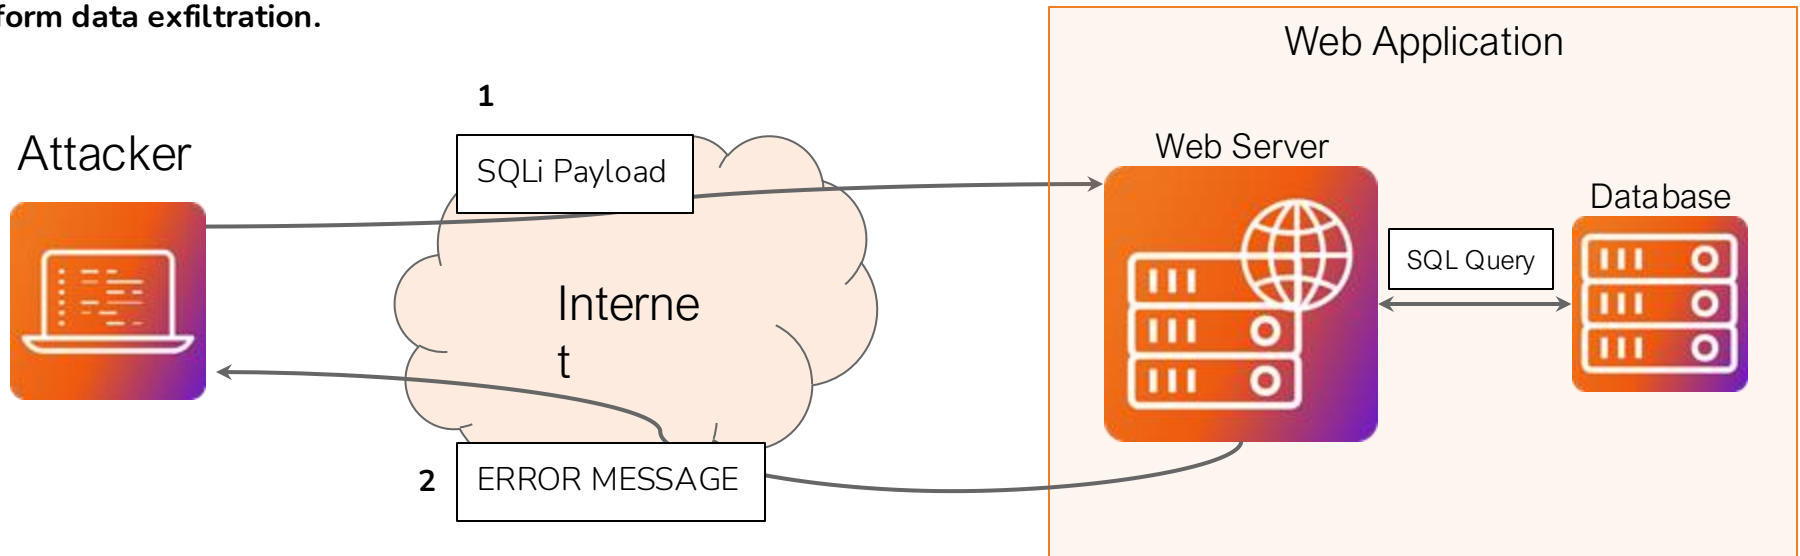 form data exfiltration.
Web Application
1
Attacker
SQLi Payload
Web Server
Database
SQL Query
Interne
t
2
ERROR MESSAGE